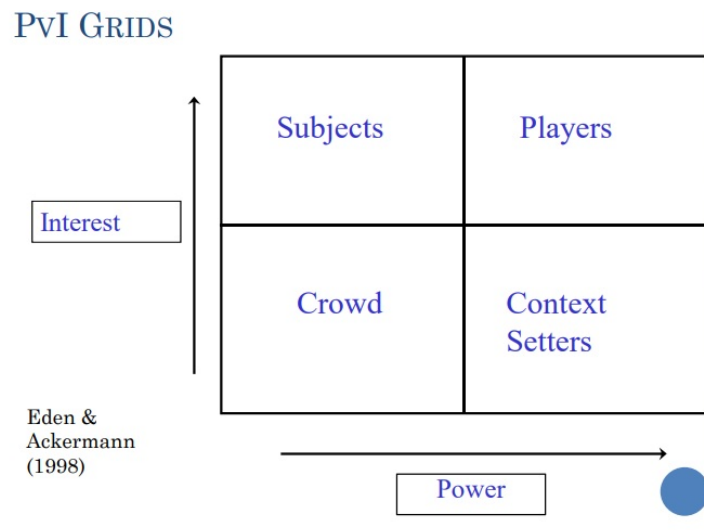 PVI GRIDS
Subjects
Players
Interest
Crowd
Context
Setters
Eden &
Ackermann
(1998)
Power